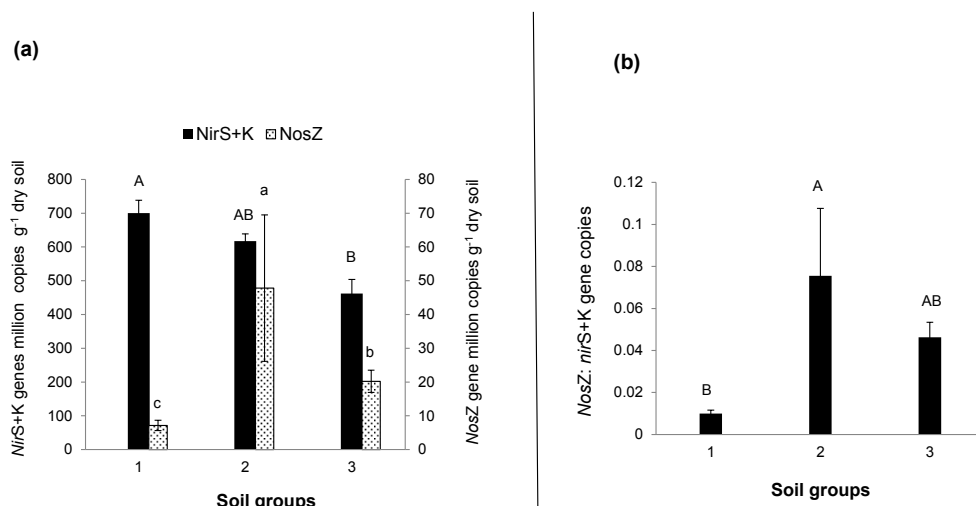 (a)
NirS+K NosZ
NirS+K genes million copies g-1 dry soil
800
700
600
500
400
300
200
100
0
A
c
AB
a
B
b
80
70
60
50
40
30
20
10
0
NosZ gene million copies g-1 dry soil
1 2 3
Soil groups
(b)
NosZ: nirS+K gene copies
0.12
0.1
0.08
0.06
0.04
0.02
0
B
A
AB
1 2 3
Soil groups